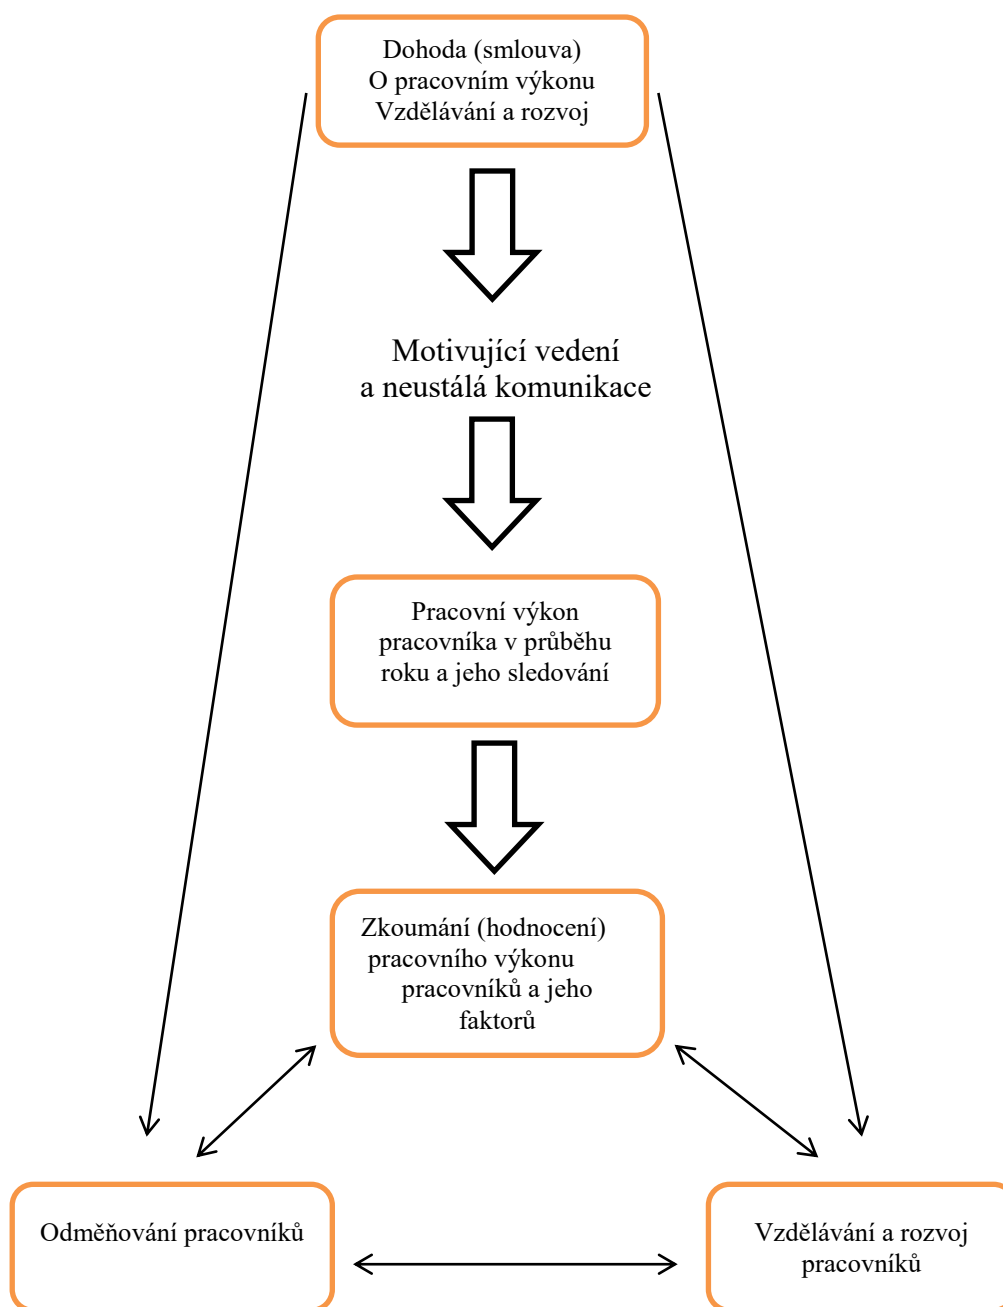 Dohoda (smlouva)
O pracovním výkonu
Vzdělávání a rozvoj
Motivující vedení
a neustálá komunikace
Pracovní výkon
pracovníka v průběhu
roku a jeho sledování
Zkoumání (hodnocení)
pracovního výkonu
pracovníků a jeho
faktorů
Odměňování pracovníků
Vzdělávání a rozvoj
pracovníků